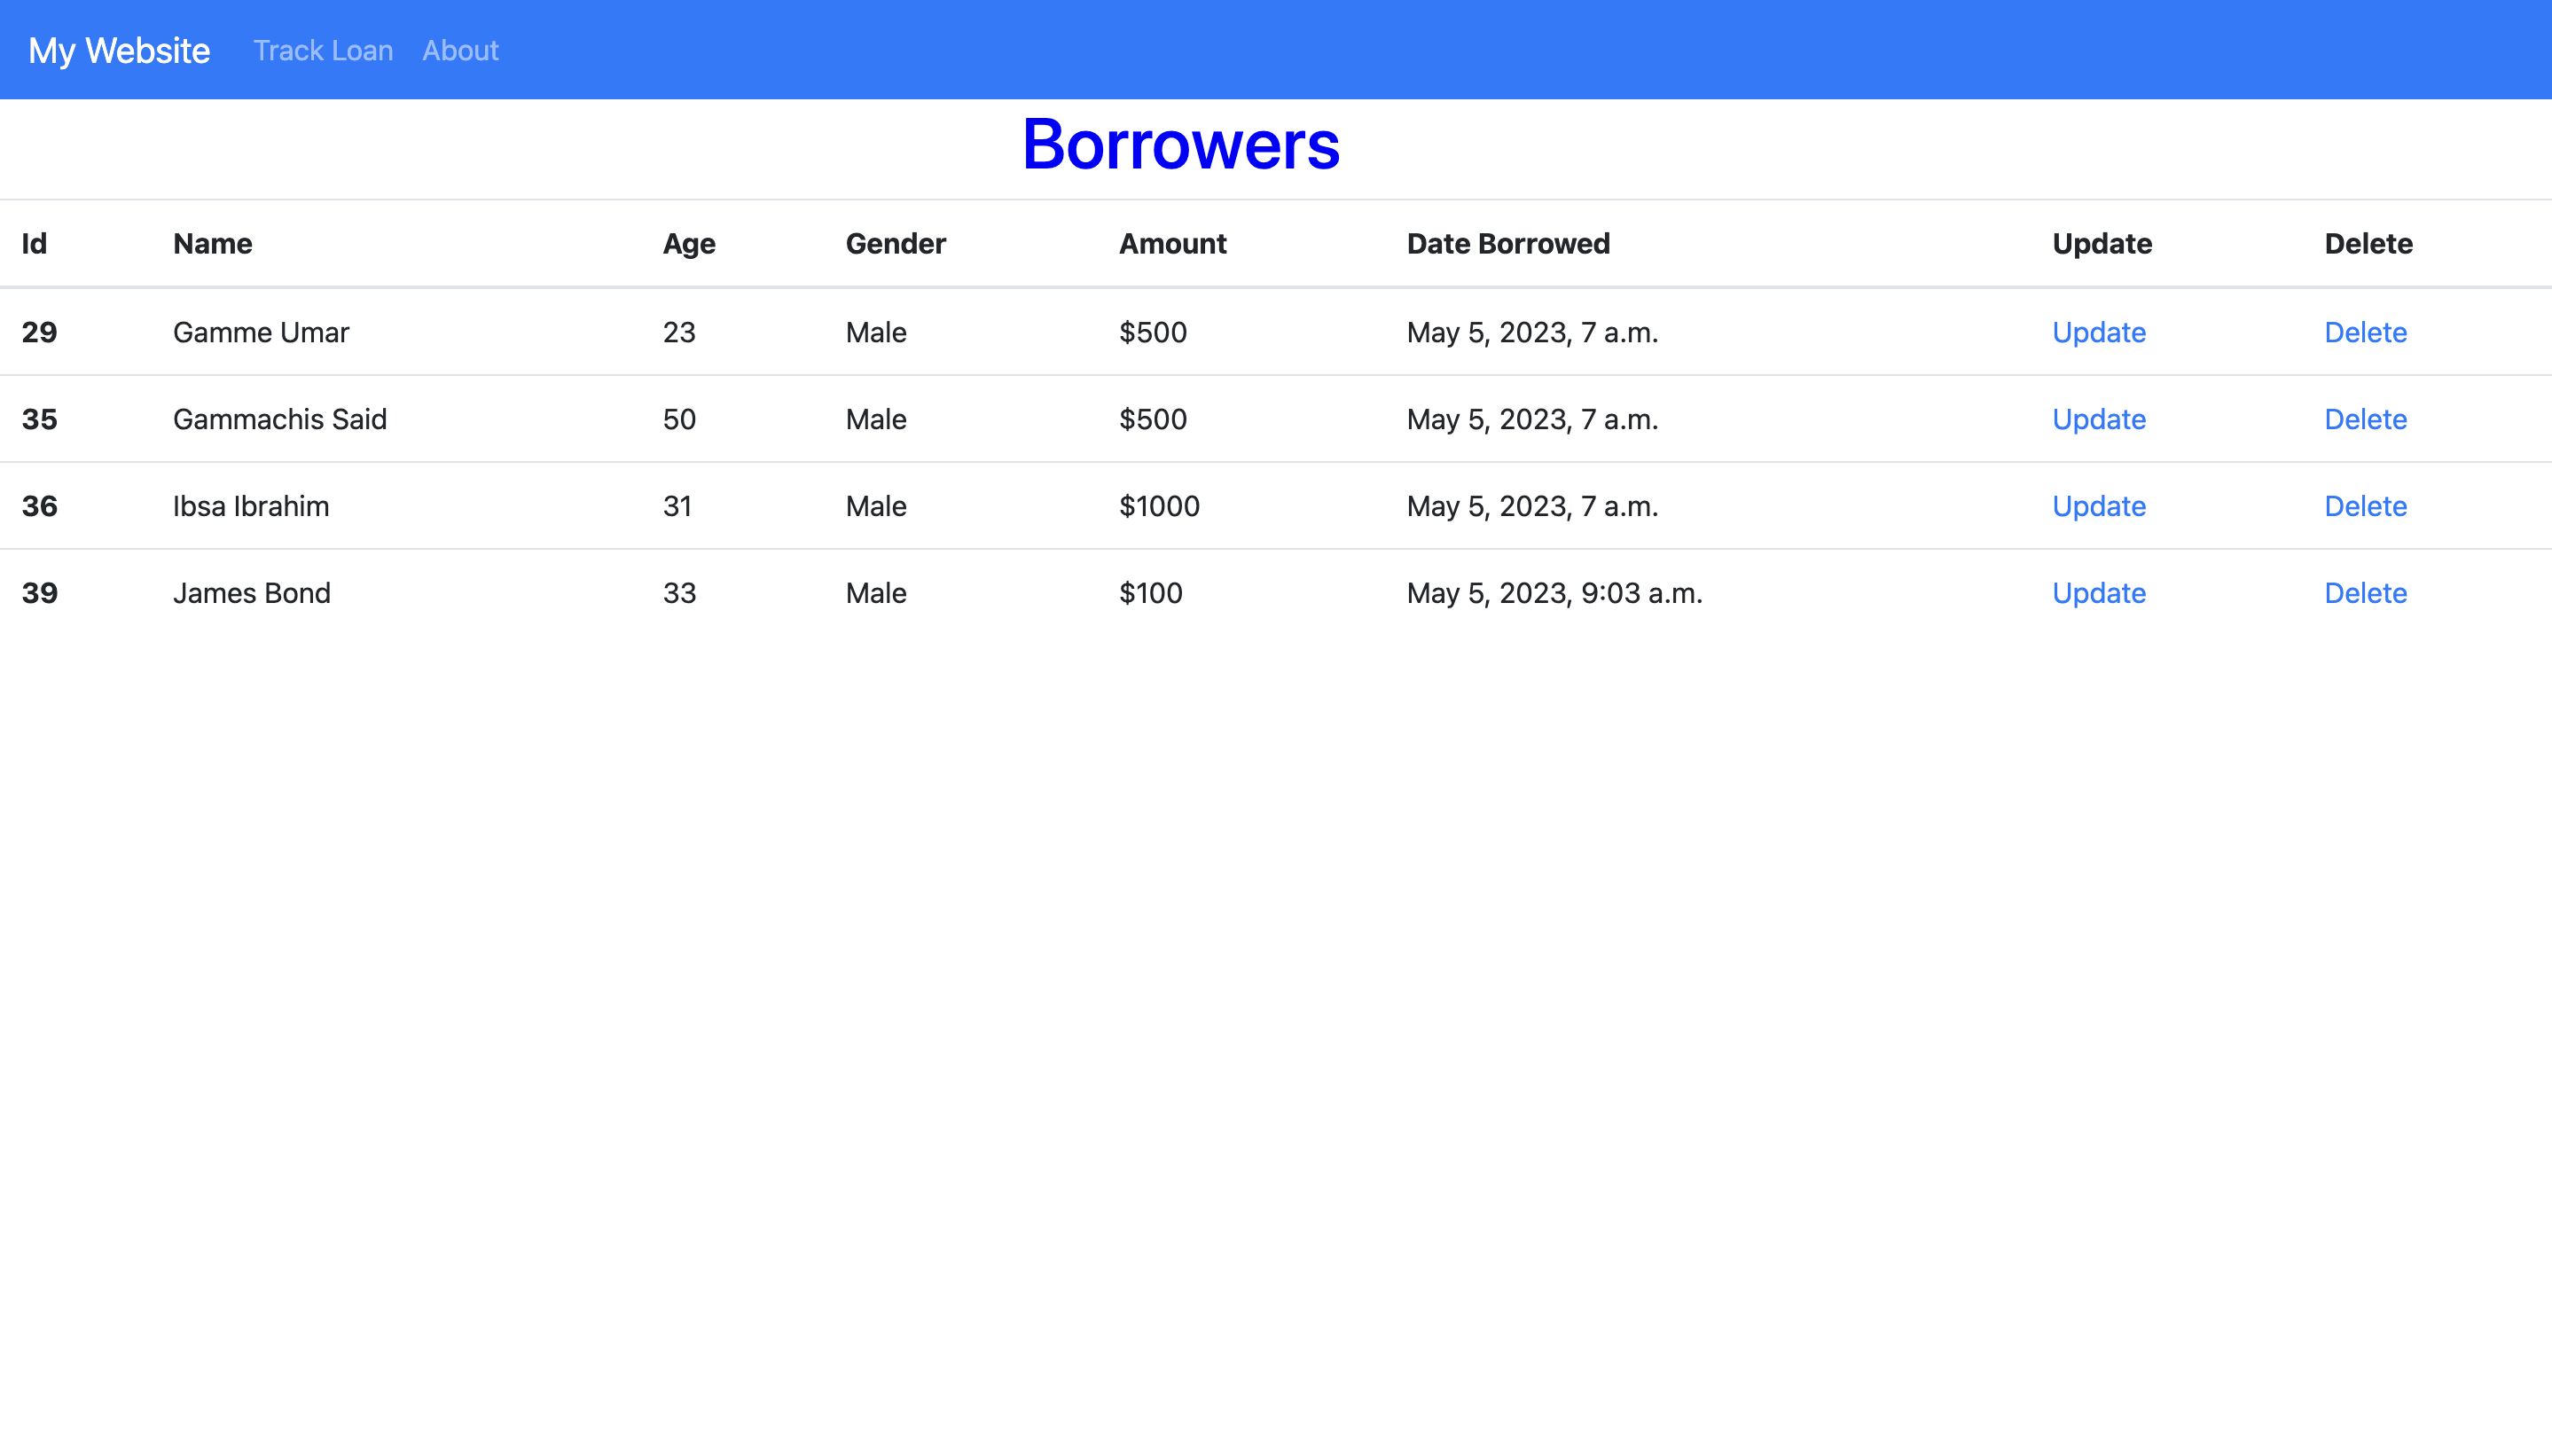 My Website Track Loan About
Borrowers
Id Name Age Gender Amount Date Borrowed Update Delete
29 Gamme Umar 23 Male $500 May 5, 2023, 7 a.m. Update Delete
35 Gammachis Said 50 Male $500 May 5, 2023, 7 a.m. Update Delete
36 Ibsa Ibrahim 31 Male $1000 May 5, 2023, 7 a.m. Update Delete
39 James Bond 33 Male $100 May 5, 2023, 9:03 a.m. Update Delete